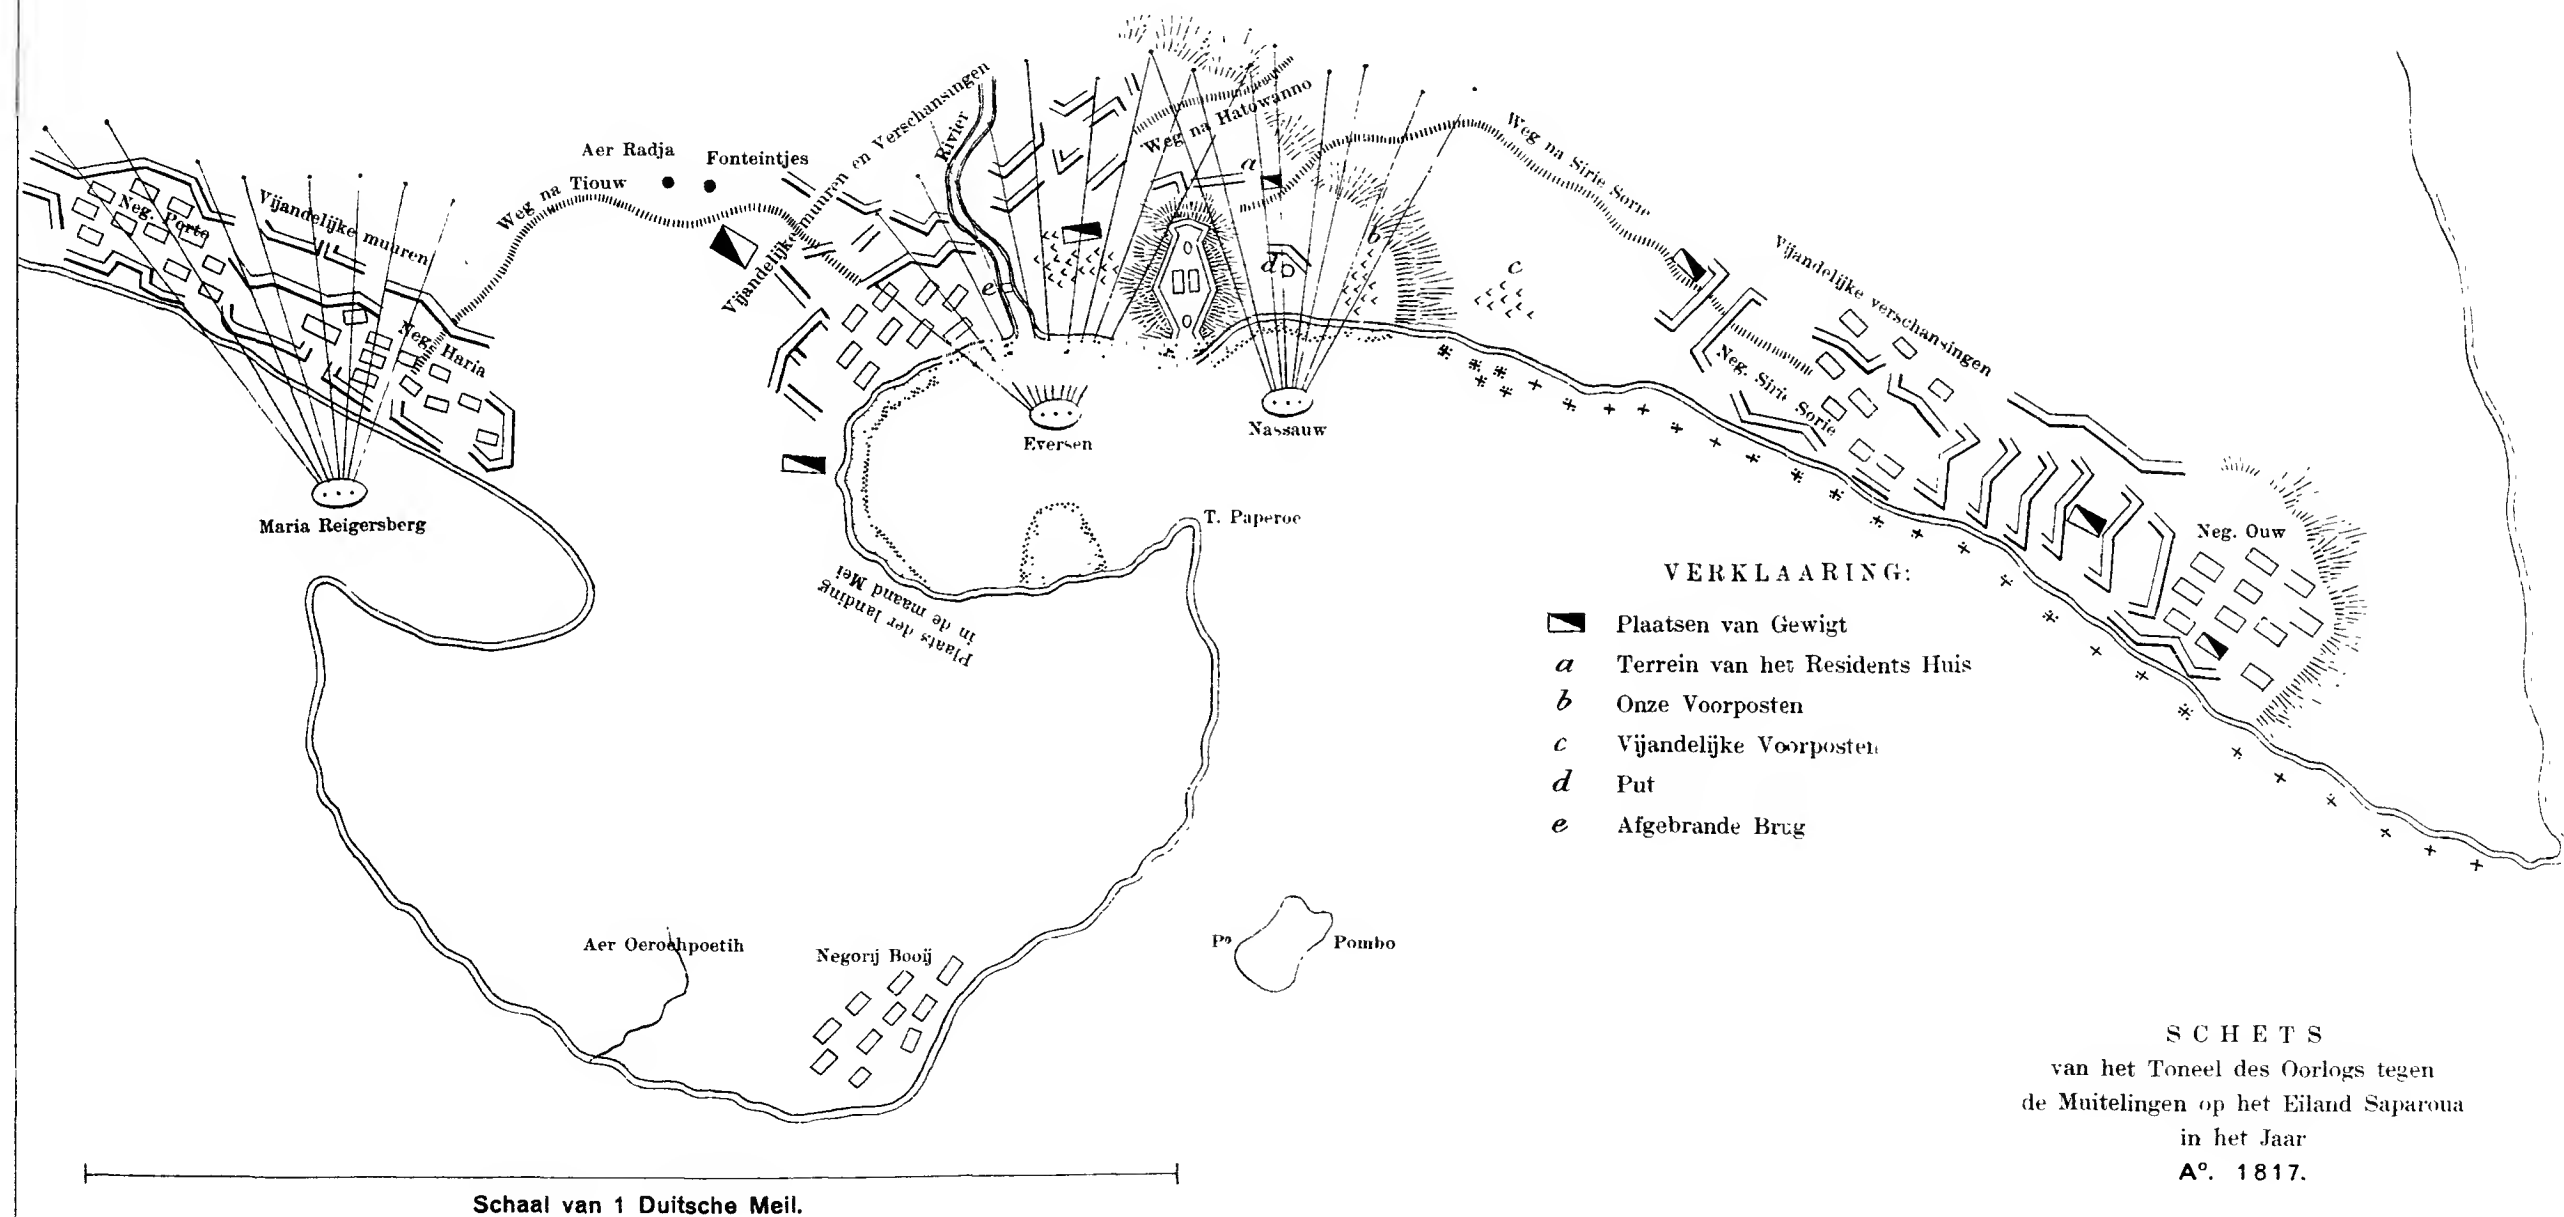 Neg. Porto
Vijandelijke muuren
Neg. Haria
Maria Reigersberg
Weg na Tiouw
Aer Radja
Fonteintjes
Vijandelijke muuren en Verschansingen
Rivier
e
Weg na Hatowanno
a
b
c
d
Weg na Sirie Sorie
Eversen
Nassauw
T. Paperoe
Plaats der landing
in de maand Mei
Vijandelijke verschansingen
Neg. Sirie Sorie
Neg. Ouw
VERKLAARING:
Plaatsen van Gewigt
a Terrein van het Residents Huis
b Onze Voorposten
c Vijandelijke Voorposten
d Put
e Afgebrande Brug
Aer Oeroehpoetih
Negorij Booij
Po Pombo
SCHETS
van het Toneel des Oorlogs tegen
de Muitelingen op het Eiland Saparoua
in het Jaar
Ao. 1817.
Schaal van 1 Duitsche Meil.